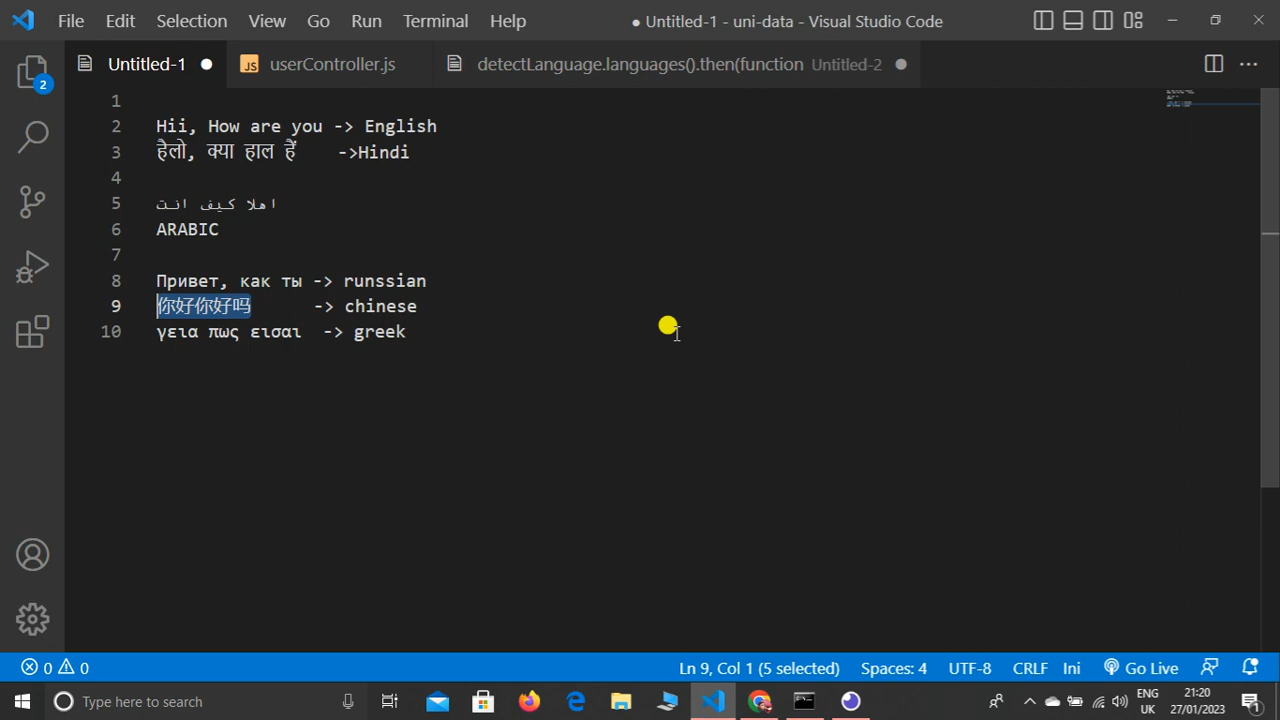 File Edit Selection View Go Run Terminal Help ● Untitled-1 - uni-data - Visual Studio Code
Untitled-1 ● JS userController.js detectLanguage.languages().then(function Untitled-2 ●
2
1
2 Hii, How are you -> English
3 हैलो, क्या हाल हैं ->Hindi
4
5 اهلا كيف انت
6 ARABIC
7
8 Привет, как ты -> runssian
9 你好你好吗 -> chinese
10 γεια πως εισαι -> greek
0 0 Ln 9, Col 1 (5 selected) Spaces: 4 UTF-8 CRLF Ini Go Live
Type here to search ENG UK 21:20 27/01/2023 1